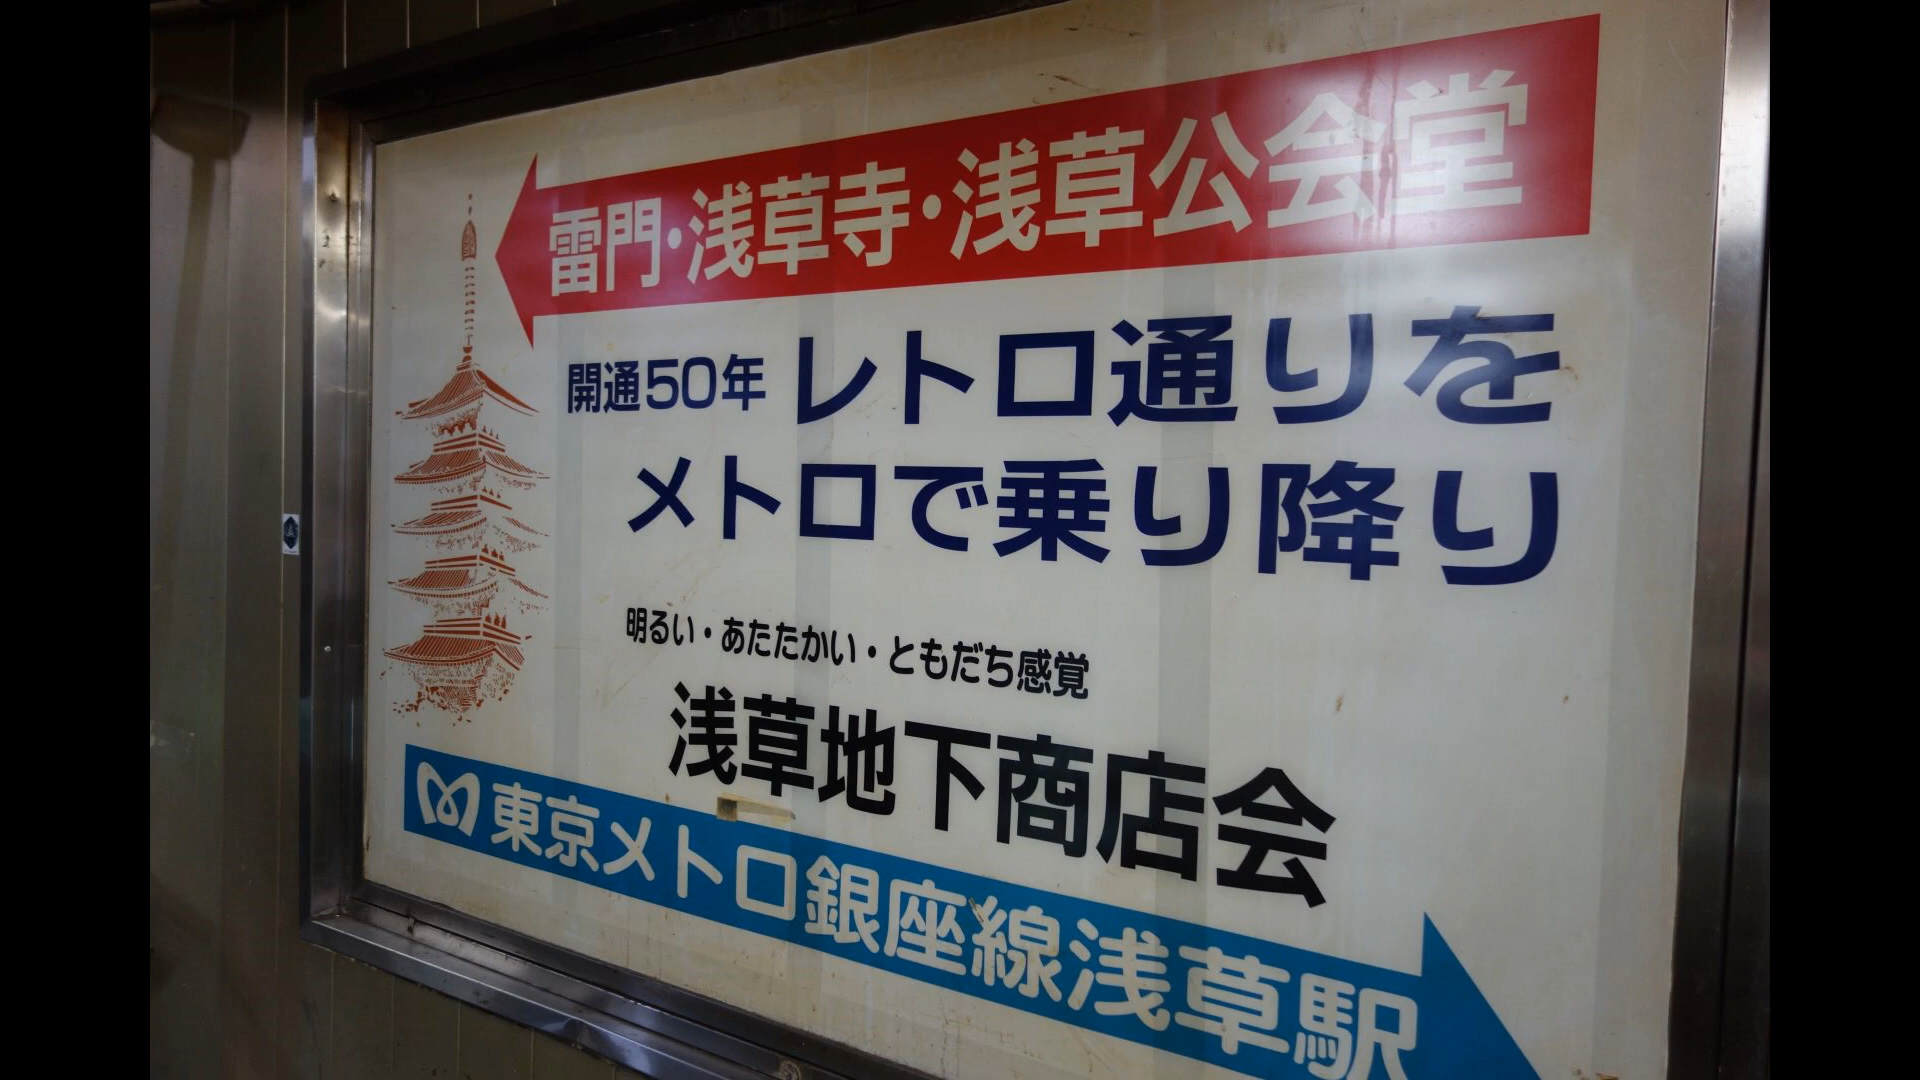 雷門・浅草寺・浅草公会堂
開通50年 レトロ通りを
メトロで乗り降り
明るい・あたたかい・ともだち感覚
浅草地下商店会
東京メトロ銀座線浅草駅